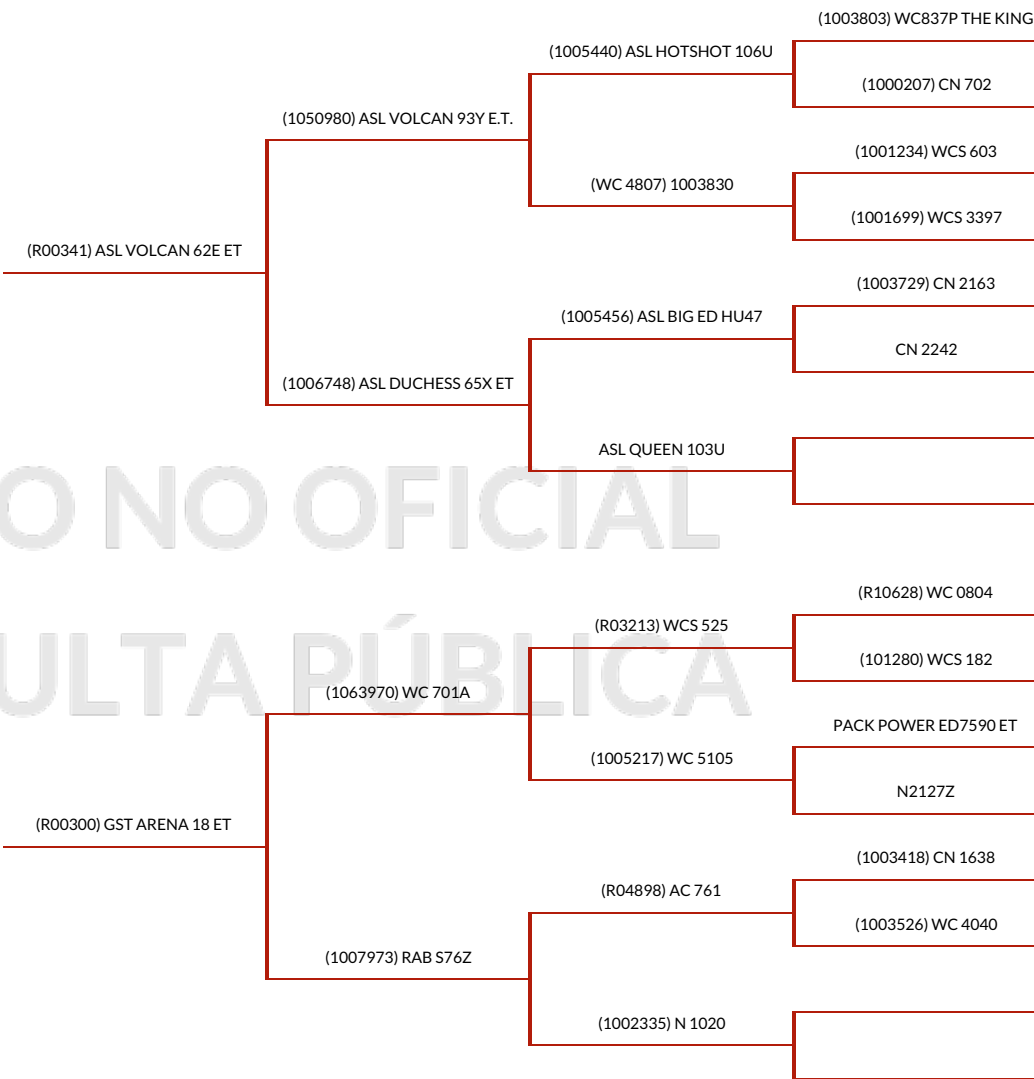 (1003803) WC837P THE KING
(1005440) ASL HOTSHOT 106U
(1000207) CN 702
(1050980) ASL VOLCAN 93Y E.T.
(1001234) WCS 603
(WC 4807) 1003830
(1001699) WCS 3397
(R00341) ASL VOLCAN 62E ET
(1003729) CN 2163
(1005456) ASL BIG ED HU47
CN 2242
(1006748) ASL DUCHESS 65X ET
ASL QUEEN 103U
O NO OFICIAL
(R10628) WC 0804
(R03213) WCS 525
(101280) WCS 182
ULTA PÚBLICA
(1063970) WC 701A
PACK POWER ED7590 ET
(1005217) WC 5105
N2127Z
(R00300) GST ARENA 18 ET
(1003418) CN 1638
(R04898) AC 761
(1003526) WC 4040
(1007973) RAB S76Z
(1002335) N 1020